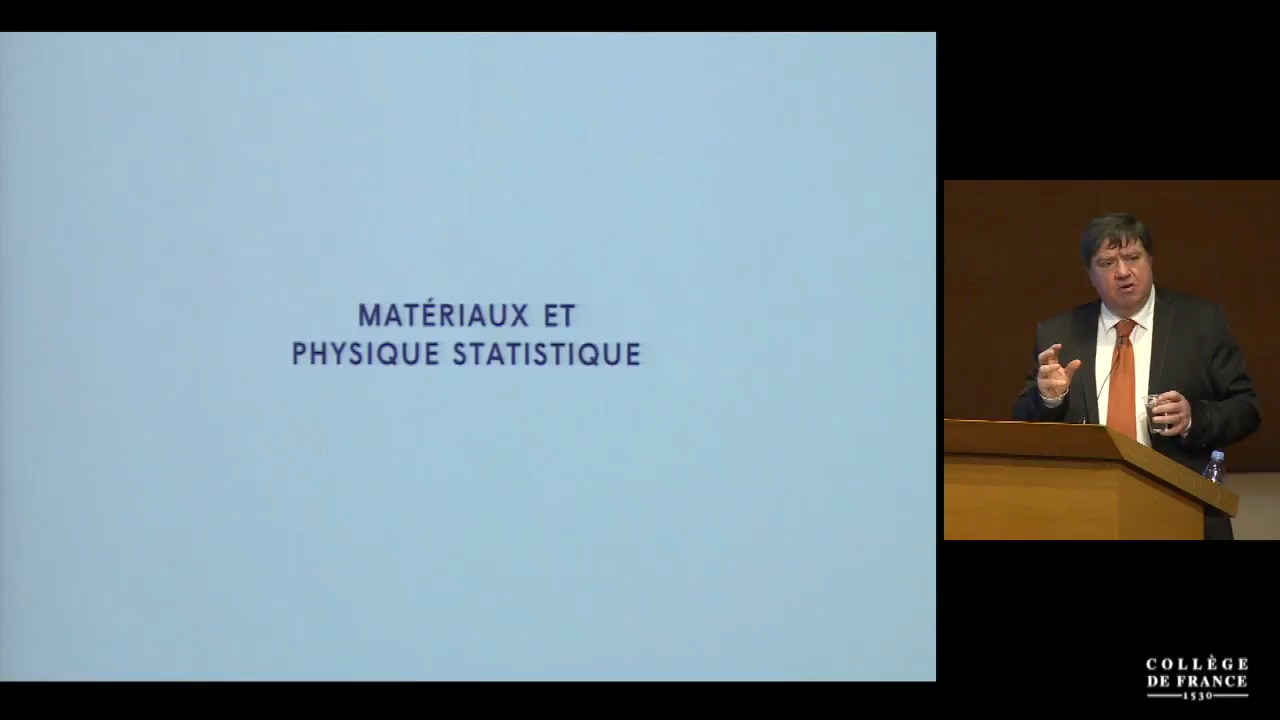 MATÉRIAUX ET
PHYSIQUE STATISTIQUE
COLLÈGE
DE FRANCE
1530